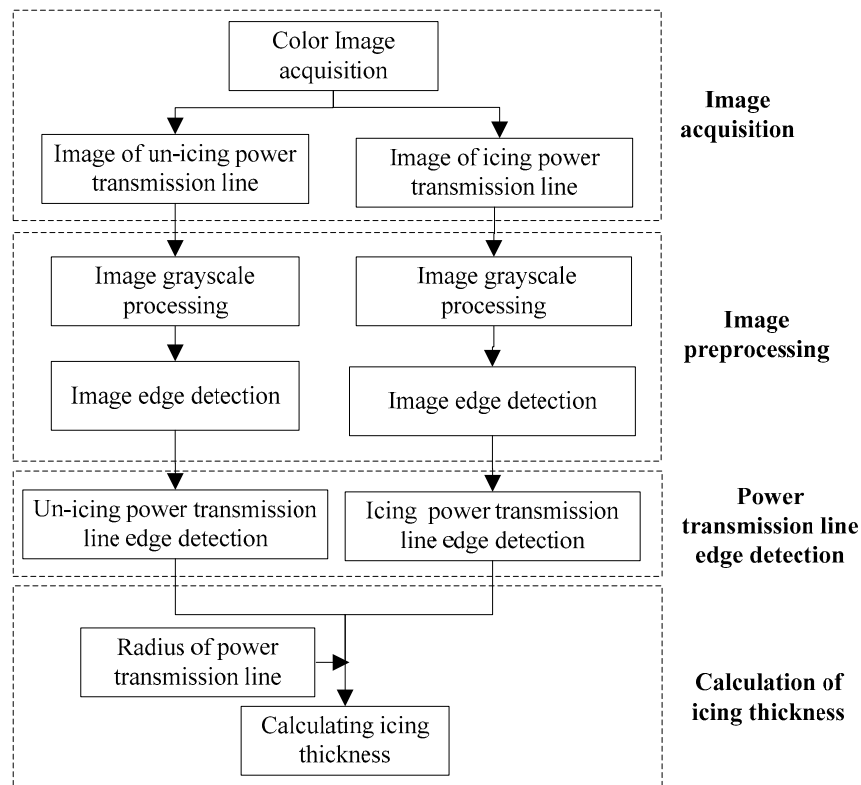 Color Image
acquisition
Image
acquisition
Image of un-icing power
transmission line
Image of icing power
transmission line
Image grayscale
processing
Image grayscale
processing
Image
preprocessing
Image edge detection
Image edge detection
Un-icing power transmission
line edge detection
Icing power transmission
line edge detection
Power
transmission line
edge detection
Radius of power
transmission line
Calculating icing
thickness
Calculation of
icing thickness